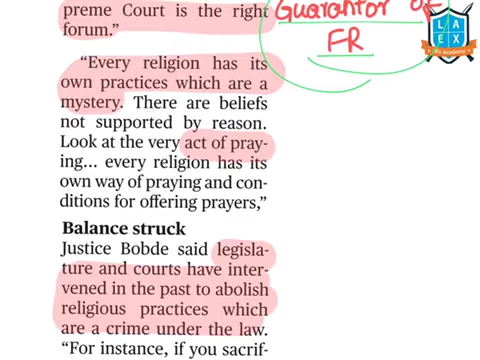 preme Court is the right
forum.”
“Every religion has its
own practices which are a
mystery. There are beliefs
not supported by reason.
Look at the very act of pray-
ing... every religion has its
own way of praying and con-
ditions for offering prayers,”
Balance struck
Justice Bobde said legisla-
ture and courts have inter-
vened in the past to abolish
religious practices which
are a crime under the law.
“For instance, if you sacrif-
Guarantor of
FR
L A
E X
IAS Academy